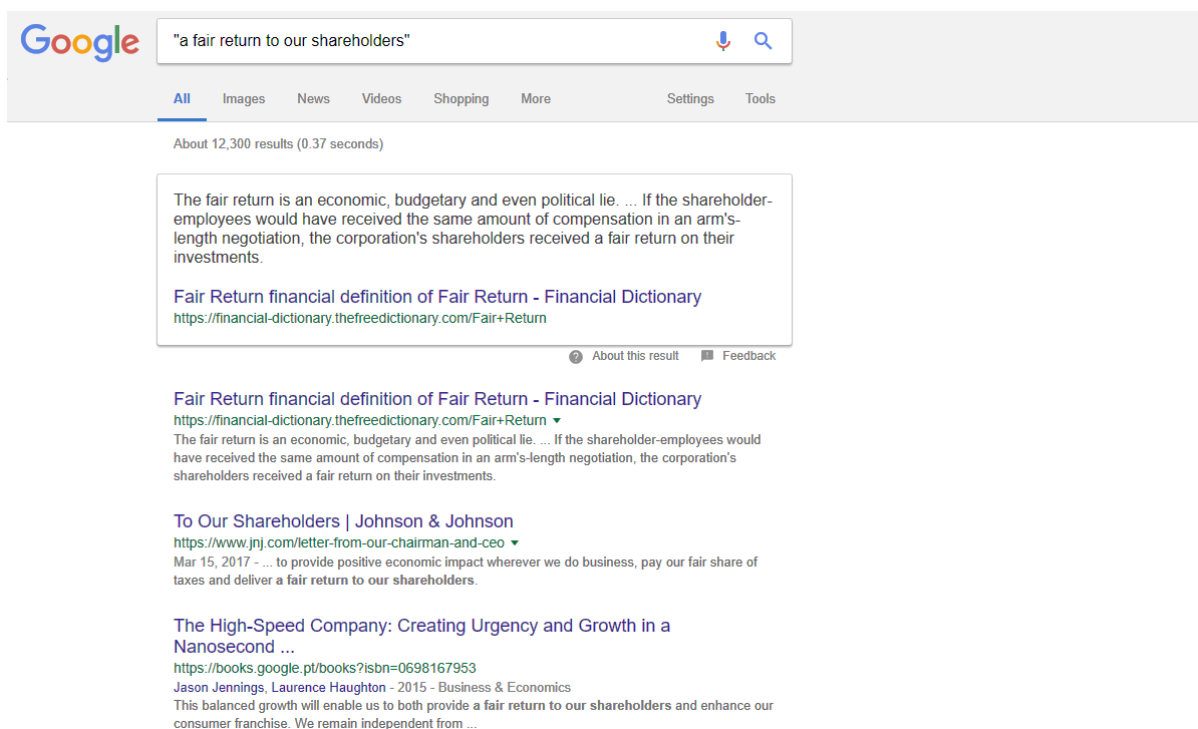 Google
"a fair return to our shareholders"
All Images News Videos Shopping More Settings Tools
About 12,300 results (0.37 seconds)
The fair return is an economic, budgetary and even political lie. ... If the shareholder-
employees would have received the same amount of compensation in an arm's-
length negotiation, the corporation's shareholders received a fair return on their
investments.
Fair Return financial definition of Fair Return - Financial Dictionary
https://financial-dictionary.thefreedictionary.com/Fair+Return
About this result Feedback
Fair Return financial definition of Fair Return - Financial Dictionary
https://financial-dictionary.thefreedictionary.com/Fair+Return
The fair return is an economic, budgetary and even political lie. ... If the shareholder-employees would
have received the same amount of compensation in an arm's-length negotiation, the corporation's
shareholders received a fair return on their investments.
To Our Shareholders | Johnson & Johnson
https://www.jnj.com/letter-from-our-chairman-and-ceo
Mar 15, 2017 - ... to provide positive economic impact wherever we do business, pay our fair share of
taxes and deliver a fair return to our shareholders.
The High-Speed Company: Creating Urgency and Growth in a
Nanosecond ...
https://books.google.pt/books?isbn=0698167953
Jason Jennings, Laurence Haughton - 2015 - Business & Economics
This balanced growth will enable us to both provide a fair return to our shareholders and enhance our
consumer franchise. We remain independent from ...